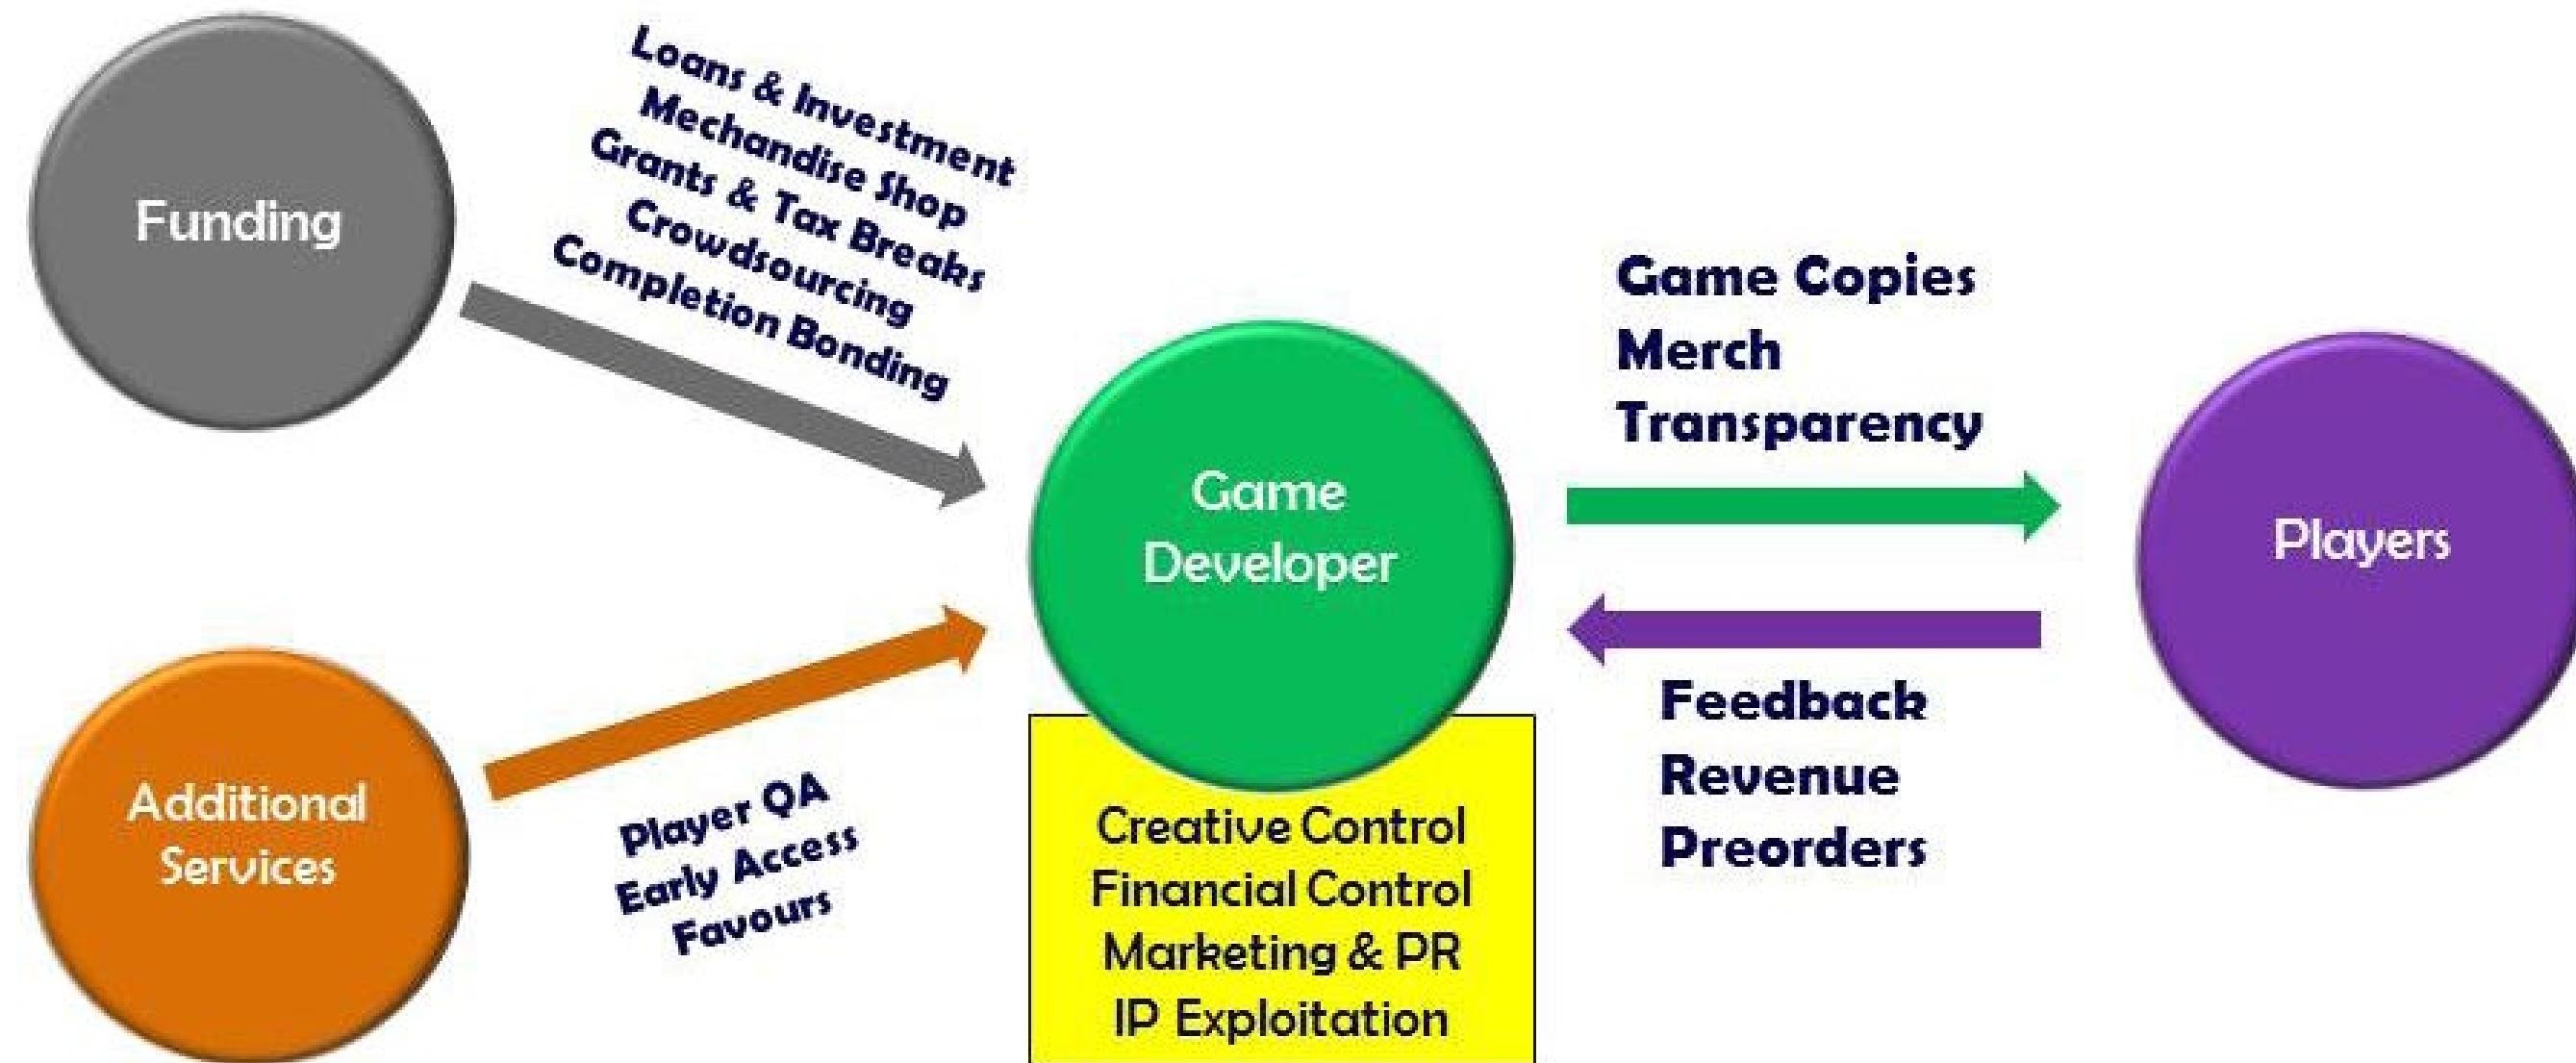 Funding
Loans & Investment
Mechandise Shop
Grants & Tax Breaks
Crowdsourcing
Completion Bonding
Additional
Services
Player QA
Early Access
Favours
Game
Developer
Creative Control
Financial Control
Marketing & PR
IP Exploitation
Game Copies
Merch
Transparency
Feedback
Revenue
Preorders
Players